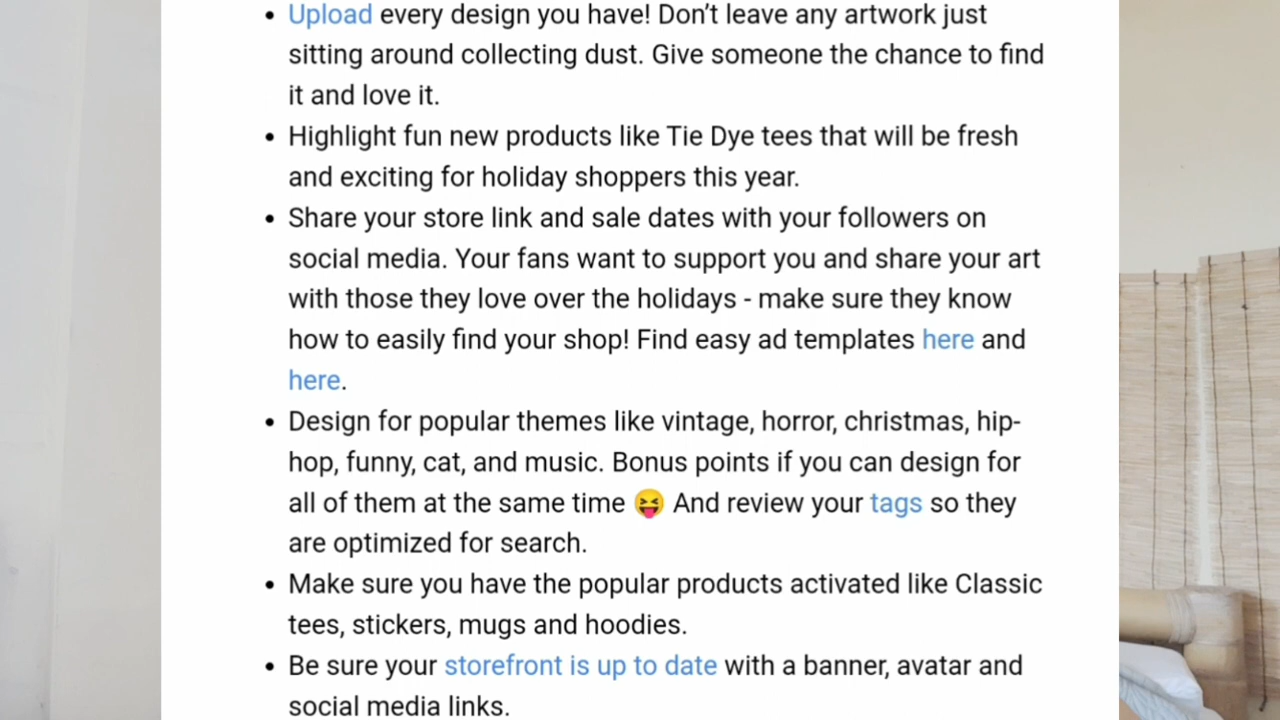 Upload every design you have! Don't leave any artwork just
sitting around collecting dust. Give someone the chance to find
it and love it.
Highlight fun new products like Tie Dye tees that will be fresh
and exciting for holiday shoppers this year.
Share your store link and sale dates with your followers on
social media. Your fans want to support you and share your art
with those they love over the holidays - make sure they know
how to easily find your shop! Find easy ad templates here and
here.
Design for popular themes like vintage, horror, christmas, hip-
hop, funny, cat, and music. Bonus points if you can design for
all of them at the same time 😝 And review your tags so they
are optimized for search.
Make sure you have the popular products activated like Classic
tees, stickers, mugs and hoodies.
Be sure your storefront is up to date with a banner, avatar and
social media links.